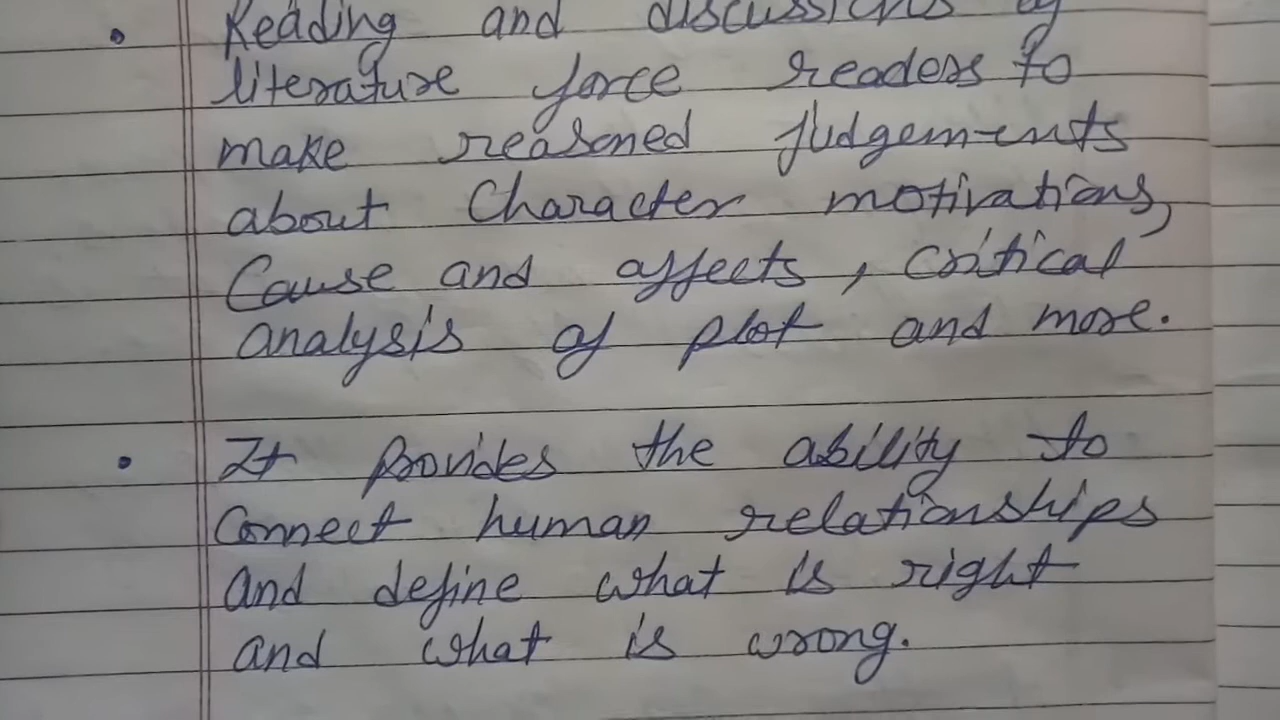 • Reading and discussions of
literature force readers to
make reasoned judgements
about Character motivations,
Cause and affects, critical
analysis of plot and more.
• It provides the ability to
Connect human relationships
and define what is right
and what is wrong.